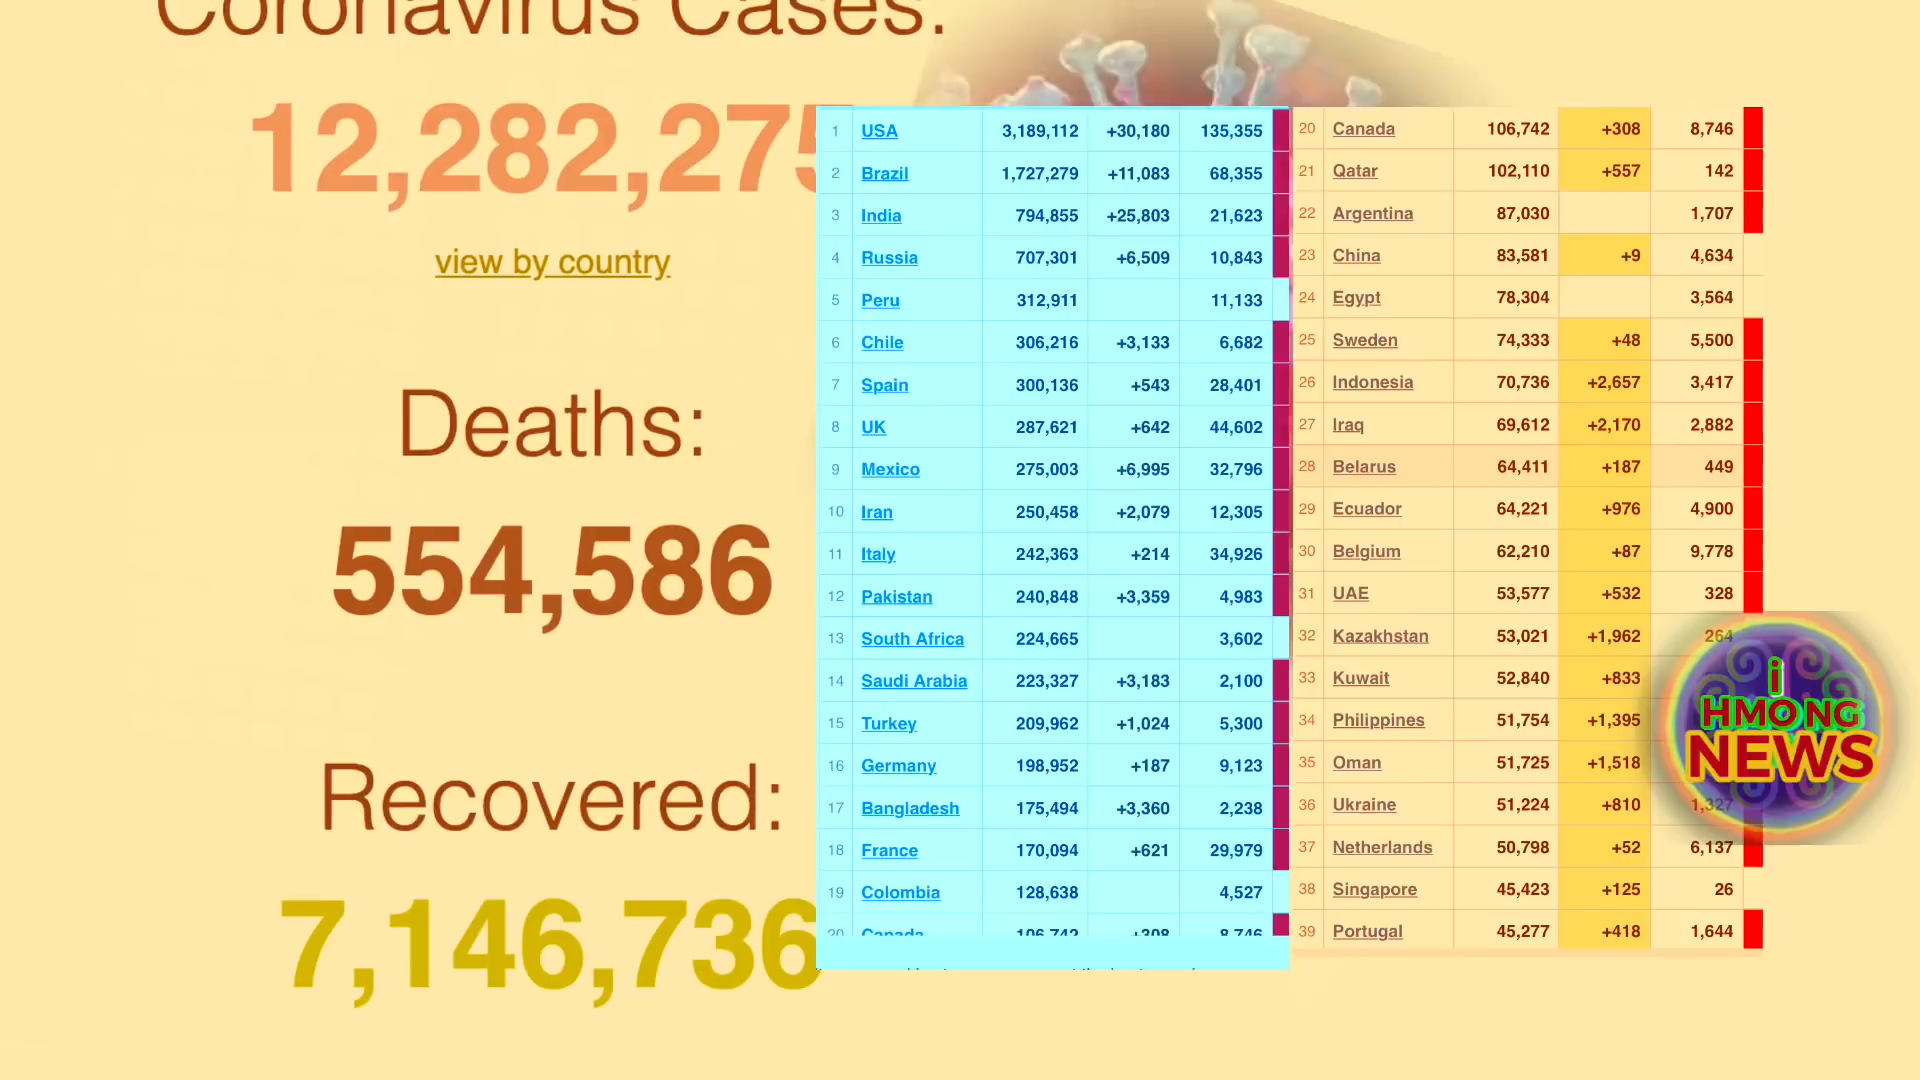 Coronavirus Cases:
12,282,275
view by country
Deaths:
554,586
Recovered:
7,146,736
1 USA 3,189,112 +30,180 135,355
2 Brazil 1,727,279 +11,083 68,355
3 India 794,855 +25,803 21,623
4 Russia 707,301 +6,509 10,843
5 Peru 312,911 11,133
6 Chile 306,216 +3,133 6,682
7 Spain 300,136 +543 28,401
8 UK 287,621 +642 44,602
9 Mexico 275,003 +6,995 32,796
10 Iran 250,458 +2,079 12,305
11 Italy 242,363 +214 34,926
12 Pakistan 240,848 +3,359 4,983
13 South Africa 224,665 3,602
14 Saudi Arabia 223,327 +3,183 2,100
15 Turkey 209,962 +1,024 5,300
16 Germany 198,952 +187 9,123
17 Bangladesh 175,494 +3,360 2,238
18 France 170,094 +621 29,979
19 Colombia 128,638 4,527
20 Canada 106,742 +308 8,746
20 Canada 106,742 +308 8,746
21 Qatar 102,110 +557 142
22 Argentina 87,030 1,707
23 China 83,581 +9 4,634
24 Egypt 78,304 3,564
25 Sweden 74,333 +48 5,500
26 Indonesia 70,736 +2,657 3,417
27 Iraq 69,612 +2,170 2,882
28 Belarus 64,411 +187 449
29 Ecuador 64,221 +976 4,900
30 Belgium 62,210 +87 9,778
31 UAE 53,577 +532 328
32 Kazakhstan 53,021 +1,962 264
33 Kuwait 52,840 +833
34 Philippines 51,754 +1,395
35 Oman 51,725 +1,518
36 Ukraine 51,224 +810 1,327
37 Netherlands 50,798 +52 6,137
38 Singapore 45,423 +125 26
39 Portugal 45,277 +418 1,644
i
HMONG
NEWS